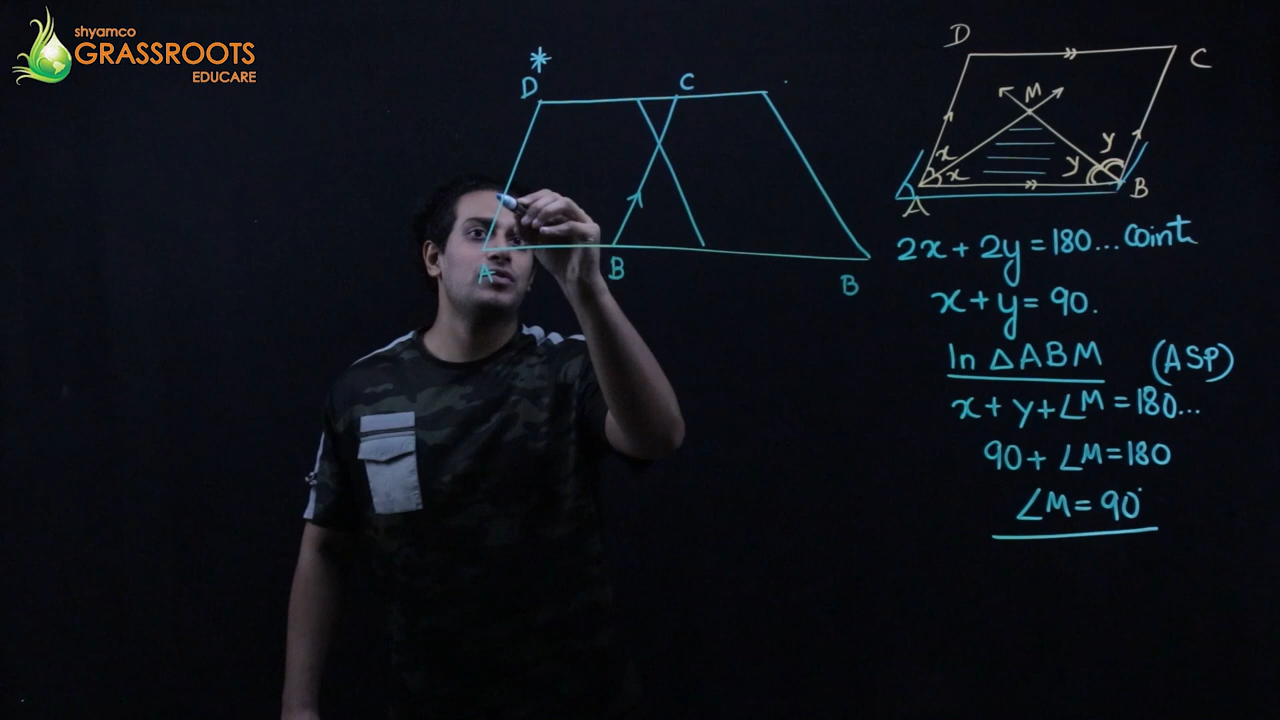 shyamco
GRASSROOTS
EDUCARE
*
D
C
A
B
B
D
C
M
x
x
y
y
A
B
2x + 2y = 180 ... Coint
x + y = 90.
In △ABM (ASP)
x + y + ∠M = 180 ...
90 + ∠M = 180
∠M = 90°